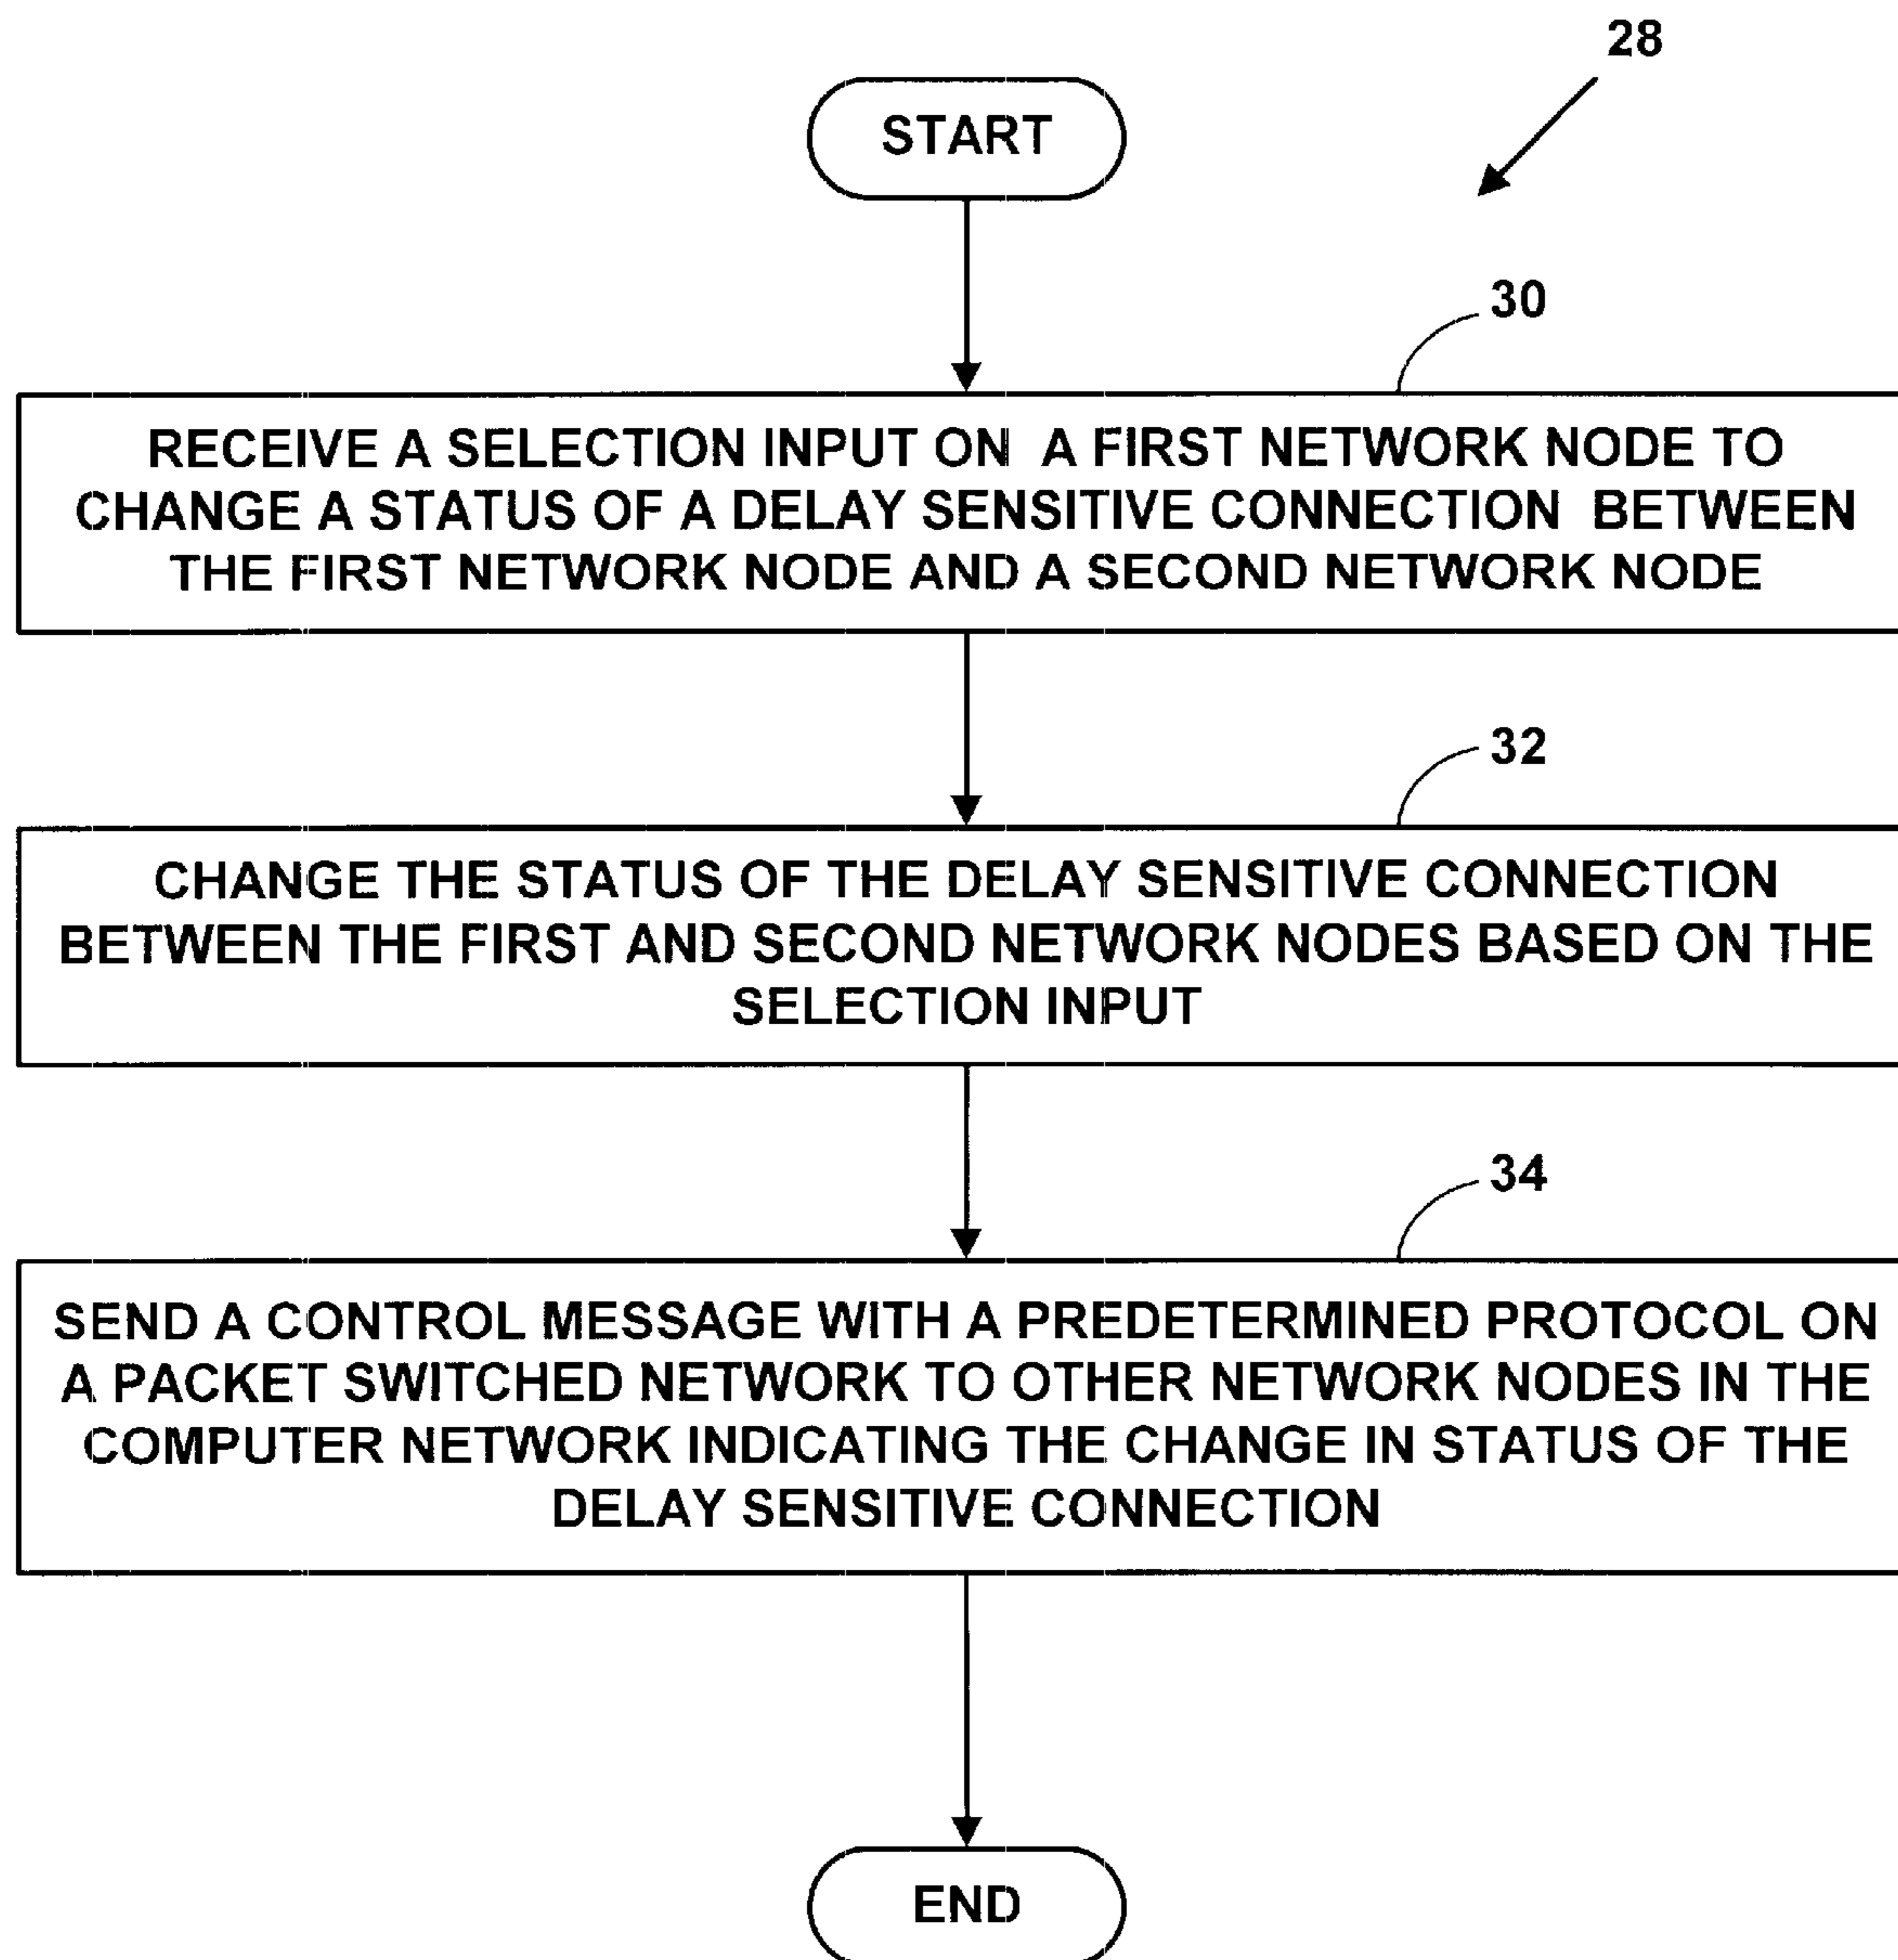 28
START
30
RECEIVE A SELECTION INPUT ON A FIRST NETWORK NODE TO
CHANGE A STATUS OF A DELAY SENSITIVE CONNECTION BETWEEN
THE FIRST NETWORK NODE AND A SECOND NETWORK NODE
32
CHANGE THE STATUS OF THE DELAY SENSITIVE CONNECTION
BETWEEN THE FIRST AND SECOND NETWORK NODES BASED ON THE
SELECTION INPUT
34
SEND A CONTROL MESSAGE WITH A PREDETERMINED PROTOCOL ON
A PACKET SWITCHED NETWORK TO OTHER NETWORK NODES IN THE
COMPUTER NETWORK INDICATING THE CHANGE IN STATUS OF THE
DELAY SENSITIVE CONNECTION
END